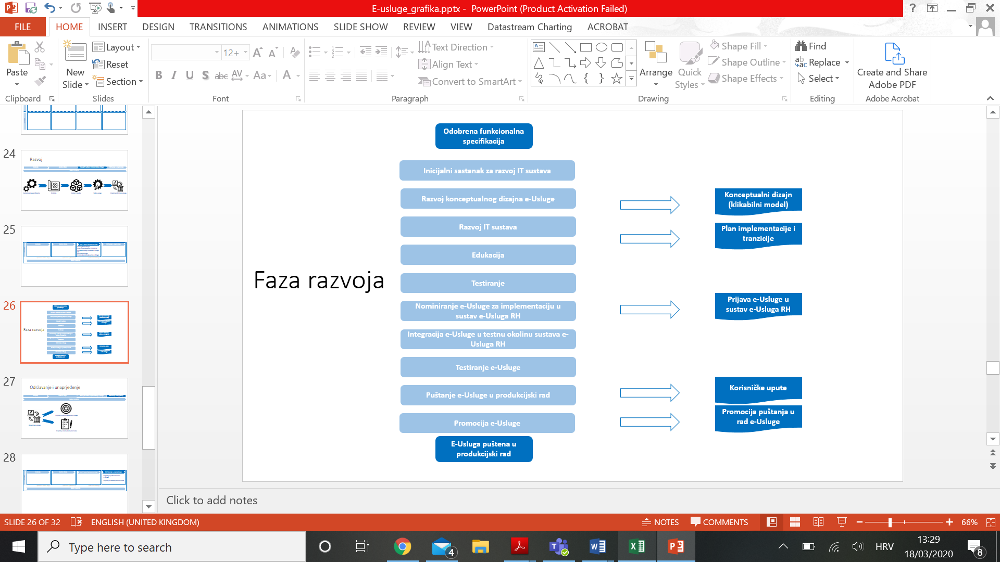 E-usluge_grafika.pptx - PowerPoint (Product Activation Failed)
FILE HOME INSERT DESIGN TRANSITIONS ANIMATIONS SLIDE SHOW REVIEW VIEW Datastream Charting ACROBAT
Paste
Clipboard
New
Slide
Layout
Reset
Section
Slides
12+
Font
Text Direction
Align Text
Convert to SmartArt
Paragraph
Arrange
Quick
Styles
Shape Fill
Shape Outline
Shape Effects
Drawing
Find
Replace
Select
Editing
Create and Share
Adobe PDF
Adobe Acrobat
24
Razvoj
25
26
Faza razvoja
27
Održavanje i unaprjeđenje
28
Odobrena funkcionalna
specifikacija
Faza razvoja
Inicijalni sastanak za razvoj IT sustava
Razvoj konceptualnog dizajna e-Usluge
Razvoj IT sustava
Edukacija
Testiranje
Nominiranje e-Usluge za implementaciju u
sustav e-Usluga RH
Integracija e-Usluge u testnu okolinu sustava e-
Usluga RH
Testiranje e-Usluge
Puštanje e-Usluge u produkcijski rad
Promocija e-Usluge
E-Usluga puštena u
produkcijski rad
Konceptualni dizajn
(klikabilni model)
Plan implementacije i
tranzicije
Prijava e-Usluge u
sustav e-Usluga RH
Korisničke upute
Promocija puštanja u
rad e-Usluge
Click to add notes
SLIDE 26 OF 32 ENGLISH (UNITED KINGDOM) NOTES COMMENTS 66%
Type here to search
4
HRV
13:29
18/03/2020
8